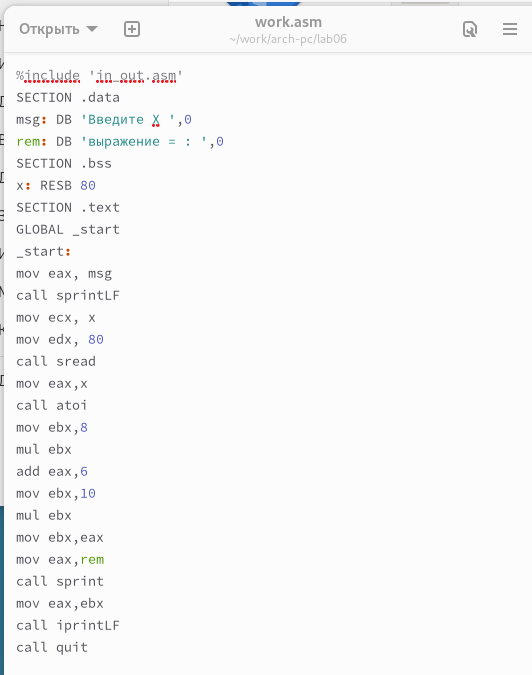 Открыть
work.asm
~/work/arch-pc/lab06
%include 'in_out.asm'
SECTION .data
msg: DB 'Введите X ',0
rem: DB 'выражение = : ',0
SECTION .bss
x: RESB 80
SECTION .text
GLOBAL _start
_start:
mov eax, msg
call sprintLF
mov ecx, x
mov edx, 80
call sread
mov eax,x
call atoi
mov ebx,8
mul ebx
add eax,6
mov ebx,10
mul ebx
mov ebx,eax
mov eax,rem
call sprint
mov eax,ebx
call iprintLF
call quit